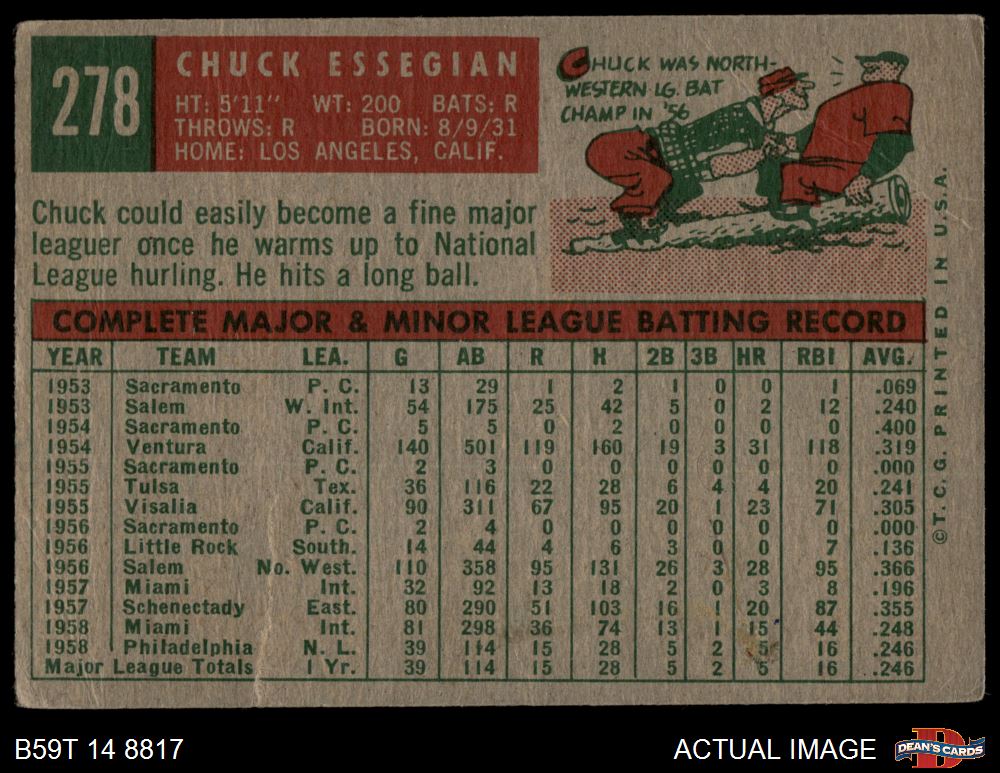 278
CHUCK ESSEGIAN
HT: 5'11" WT: 200 BATS: R
THROWS: R BORN: 8/9/31
HOME: LOS ANGELES, CALIF.
CHUCK WAS NORTH-
WESTERN LG. BAT
CHAMP IN '56
Chuck could easily become a fine major
leaguer once he warms up to National
League hurling. He hits a long ball.
COMPLETE MAJOR & MINOR LEAGUE BATTING RECORD
YEAR TEAM LEA. G AB R H 2B 3B HR RBI AVG.
1953 Sacramento P. C. 13 29 1 2 1 0 0 1 .069
1953 Salem W. Int. 54 175 25 42 5 0 2 12 .240
1954 Sacramento P. C. 5 5 0 2 0 0 0 0 .400
1954 Ventura Calif. 140 501 119 160 19 3 31 118 .319
1955 Sacramento P. C. 2 3 0 0 0 0 0 0 .000
1955 Tulsa Tex. 36 116 22 28 6 4 4 20 .241
1955 Visalia Calif. 90 311 67 95 20 1 23 71 .305
1956 Sacramento P. C. 2 4 0 0 0 0 0 0 .000
1956 Little Rock South. 14 44 4 6 3 0 0 7 .136
1956 Salem No. West. 110 358 95 131 26 3 28 95 .366
1957 Miami Int. 32 92 13 18 2 0 3 8 .196
1957 Schenectady East. 80 290 51 103 16 1 20 87 .355
1958 Miami Int. 81 298 36 74 13 1 15 44 .248
1958 Philadelphia N. L. 39 114 15 28 5 2 5 16 .246
Major League Totals 1 Yr. 39 114 15 28 5 2 5 16 .246
©T.C.G. PRINTED IN U.S.A.
B59T 14 8817
ACTUAL IMAGE
D
DEAN'S CARDS